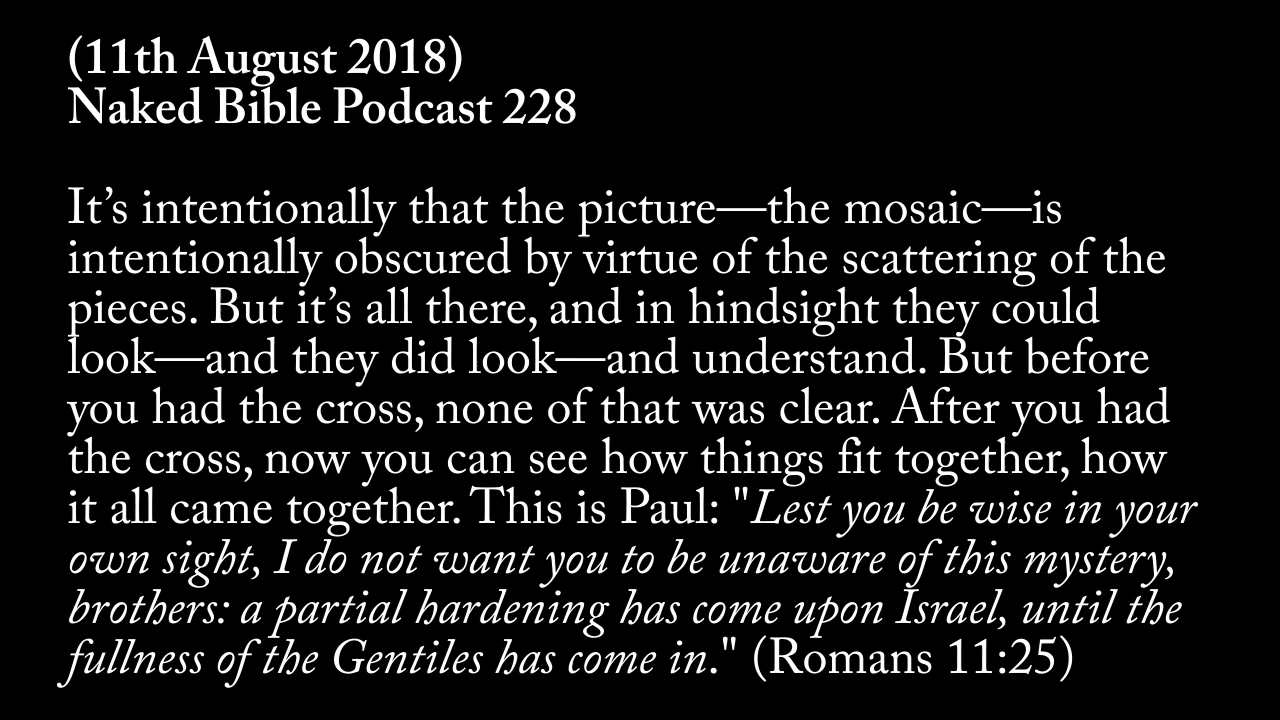 (11th August 2018)
Naked Bible Podcast 228
It’s intentionally that the picture—the mosaic—is
intentionally obscured by virtue of the scattering of the
pieces. But it’s all there, and in hindsight they could
look—and they did look—and understand. But before
you had the cross, none of that was clear. After you had
the cross, now you can see how things fit together, how
it all came together. This is Paul: "Lest you be wise in your
own sight, I do not want you to be unaware of this mystery,
brothers: a partial hardening has come upon Israel, until the
fullness of the Gentiles has come in." (Romans 11:25)